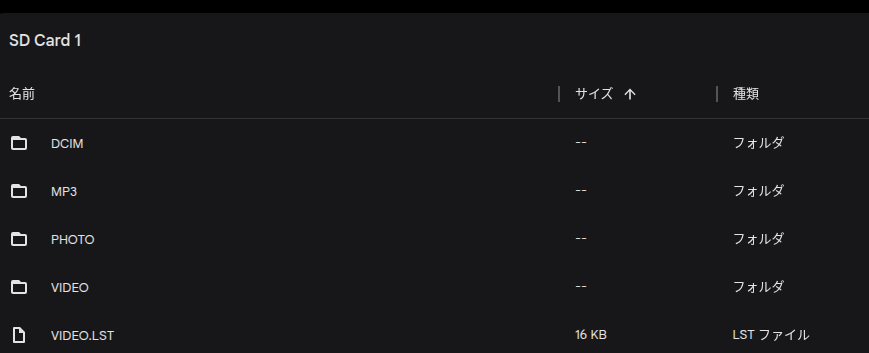 SD Card 1
名前 サイズ ↑ 種類
DCIM -- フォルダ
MP3 -- フォルダ
PHOTO -- フォルダ
VIDEO -- フォルダ
VIDEO.LST 16 KB LST ファイル